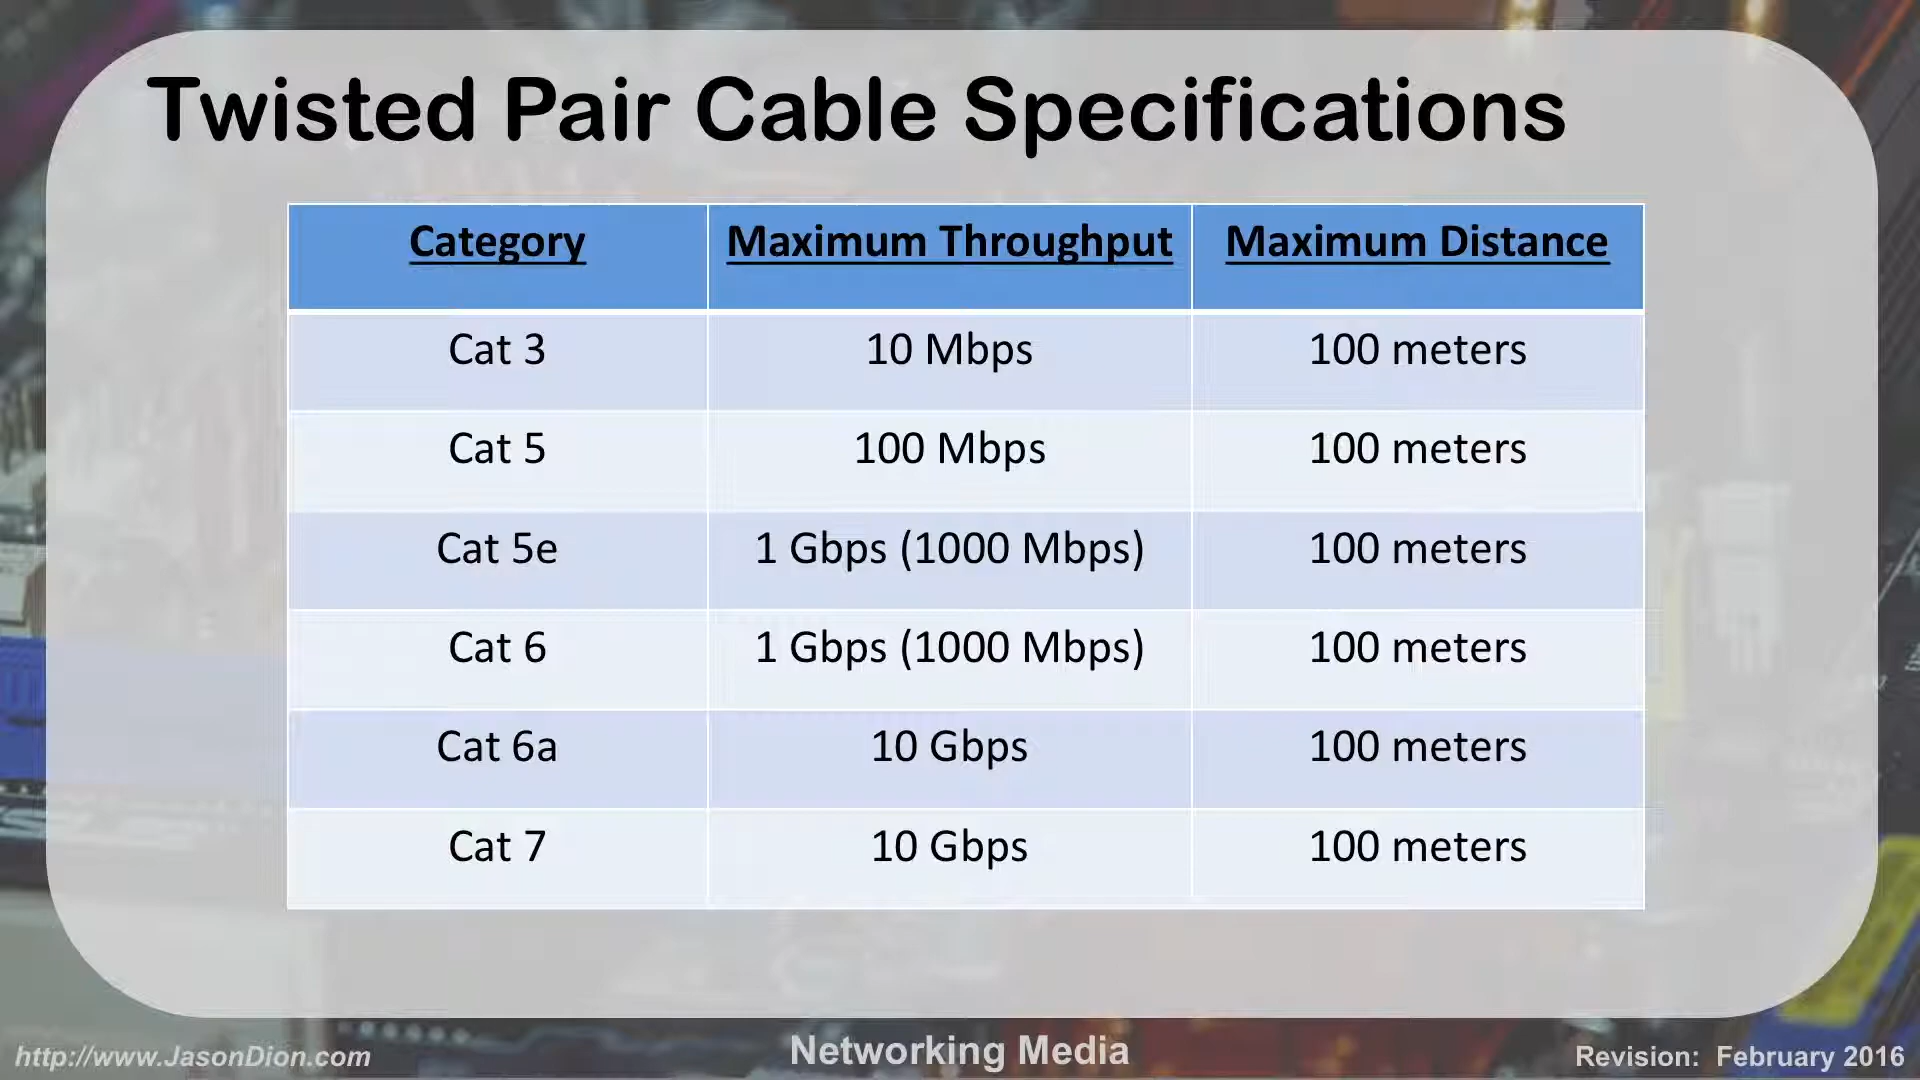 Twisted Pair Cable Specifications
Category Maximum Throughput Maximum Distance
Cat 3 10 Mbps 100 meters
Cat 5 100 Mbps 100 meters
Cat 5e 1 Gbps (1000 Mbps) 100 meters
Cat 6 1 Gbps (1000 Mbps) 100 meters
Cat 6a 10 Gbps 100 meters
Cat 7 10 Gbps 100 meters
http://www.JasonDion.com Networking Media Revision: February 2016